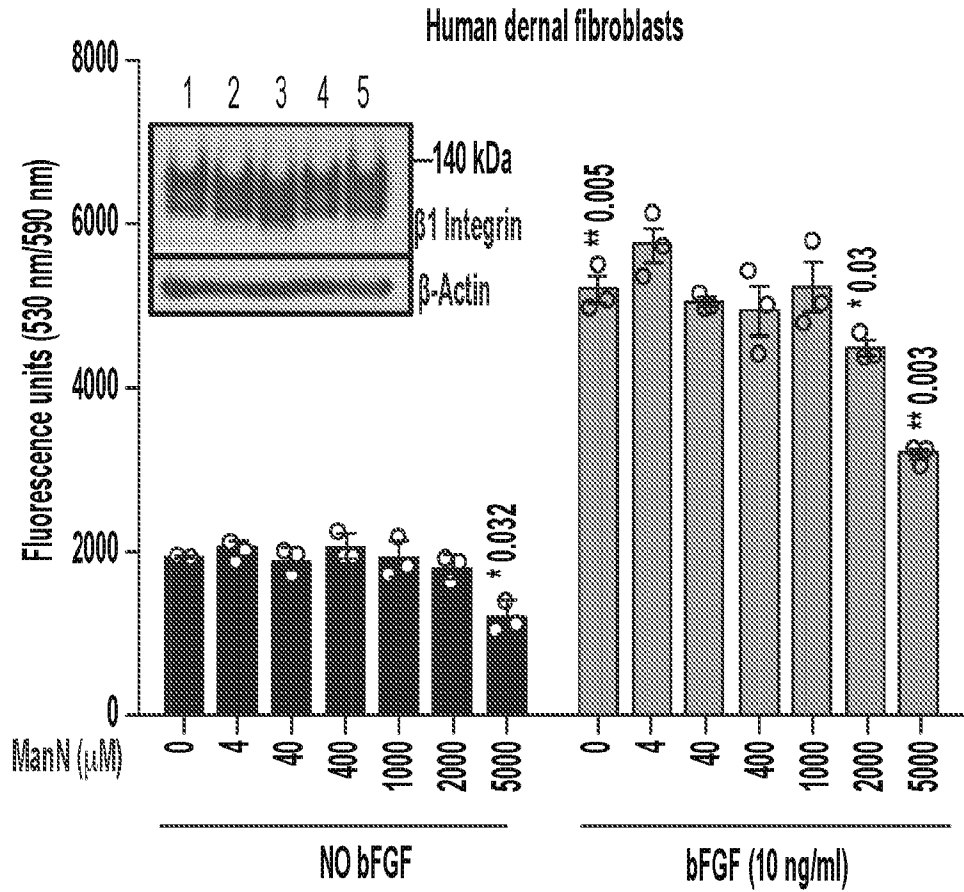 Human dernal fibroblasts
Fluorescence units (530 nm/590 nm)
8000
6000
4000
2000
0
1 2 3 4 5
140 kDa
β1 Integrin
β-Actin
* 0.032
** 0.005
* 0.03
** 0.003
ManN (μM)
0 4 40 400 1000 2000 5000
0 4 40 400 1000 2000 5000
NO bFGF
bFGF (10 ng/ml)